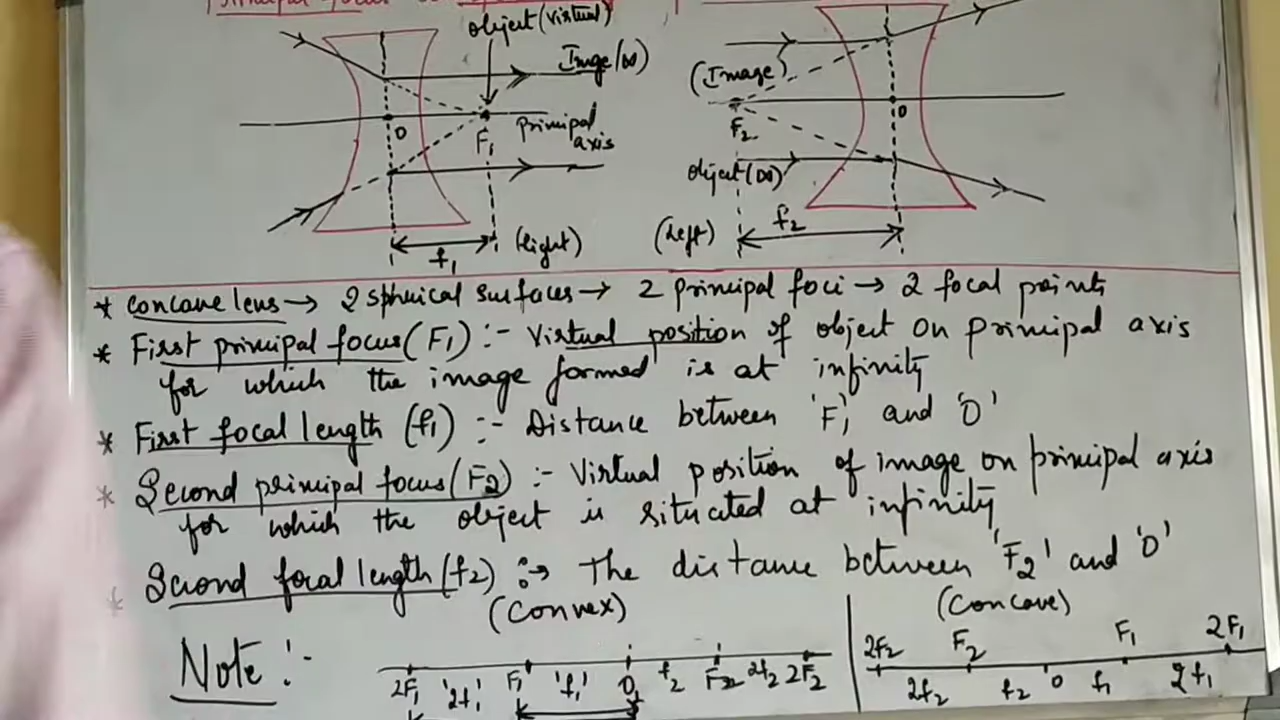 Principal focus
object (virtual)
Image (∞)
O
F₁
principal axis
f₁
(Right)
(Image)
F₂
O
object (∞)
(Left)
f₂
* Concave lens → 2 spherical surfaces → 2 principal foci → 2 focal points
* First principal focus (F₁) :- Virtual position of object on principal axis
for which the image formed is at infinity
* First focal length (f₁) :- Distance between 'F₁' and 'O'
* Second principal focus (F₂) :- Virtual position of image on principal axis
for which the object is situated at infinity
* Second focal length (f₂) :→ The distance between 'F₂' and 'O'
Note :-
(Convex)
2F₁ '2f₁' F₁ 'f₁' O f₂ F₂ 2f₂ 2F₂
(Concave)
2F₂ F₂ F₁ 2F₁
2f₂ f₂ O f₁ 2f₁